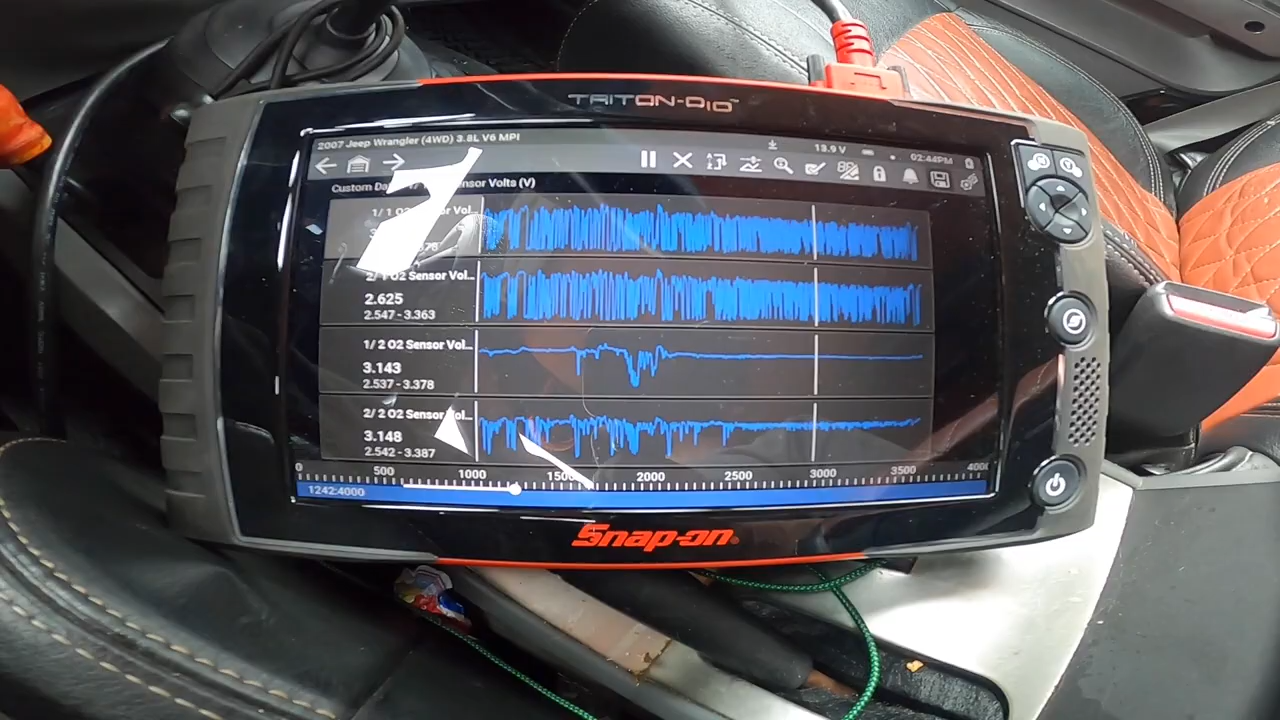 TRITON-D10
2007 Jeep Wrangler (4WD) 3.8L V6 MPI
13.9 V
02:44PM
Custom Da
nsor Volts (V)
1/ 1 O2 Vol...
2/ 1 O2 Sensor Vol...
2.625
2.547 - 3.363
1/ 2 O2 Sensor Vol...
3.143
2.537 - 3.378
2/ 2 O2 Sensor Vol...
3.148
2.542 - 3.387
0 500 1000 1500 2000 2500 3000 3500 4000
1242:4000
Snap-on